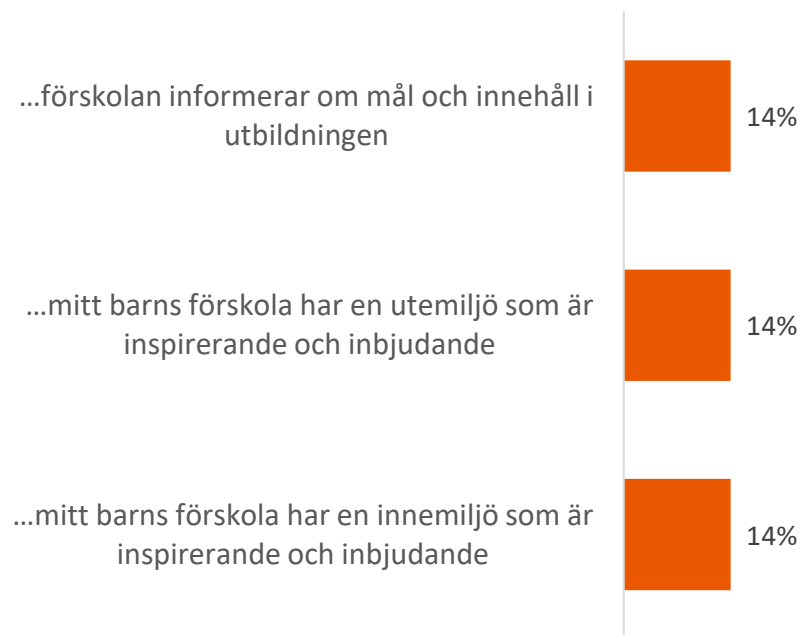 ...förskolan informerar om mål och innehåll i
utbildningen
14%
...mitt barns förskola har en utemiljö som är
inspirerande och inbjudande
14%
...mitt barns förskola har en innemiljö som är
inspirerande och inbjudande
14%